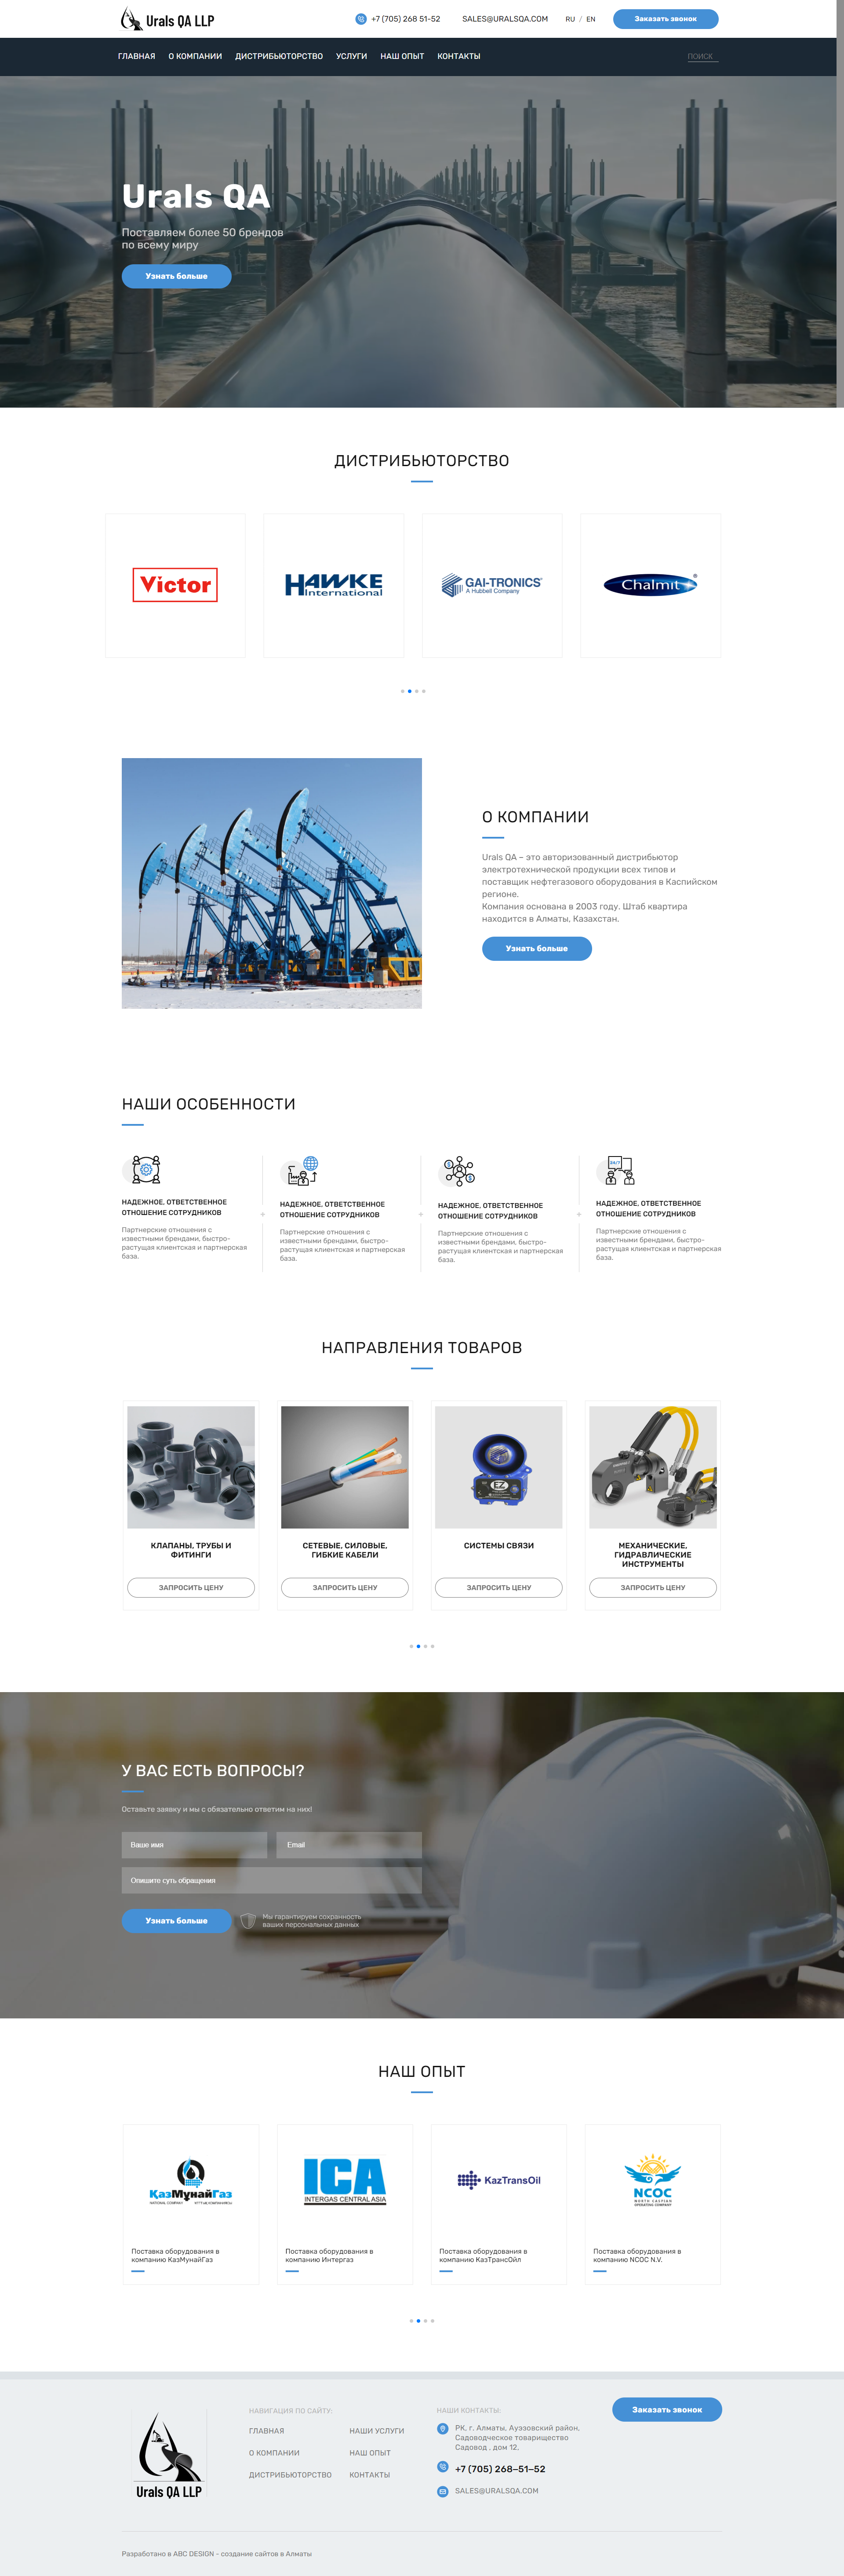 Urals QA LLP
+7 (705) 268 51-52
SALES@URALSQA.COM
RU / EN
Заказать звонок
ГЛАВНАЯ О КОМПАНИИ ДИСТРИБЬЮТОРСТВО УСЛУГИ НАШ ОПЫТ КОНТАКТЫ
ПОИСК
Urals QA
Поставляем более 50 брендов
по всему миру
Узнать больше
ДИСТРИБЬЮТОРСТВО
Victor
HAWKE
International
GAI-TRONICS®
A Hubbell Company
Chalmit®
О КОМПАНИИ
Urals QA – это авторизованный дистрибьютор
электротехнической продукции всех типов и
поставщик нефтегазового оборудования в Каспийском
регионе.
Компания основана в 2003 году. Штаб квартира
находится в Алматы, Казахстан.
Узнать больше
НАШИ ОСОБЕННОСТИ
НАДЕЖНОЕ, ОТВЕТСТВЕННОЕ
ОТНОШЕНИЕ СОТРУДНИКОВ
Партнерские отношения с
известными брендами, быстро-
растущая клиентская и партнерская
база.
НАДЕЖНОЕ, ОТВЕТСТВЕННОЕ
ОТНОШЕНИЕ СОТРУДНИКОВ
Партнерские отношения с
известными брендами, быстро-
растущая клиентская и партнерская
база.
НАДЕЖНОЕ, ОТВЕТСТВЕННОЕ
ОТНОШЕНИЕ СОТРУДНИКОВ
Партнерские отношения с
известными брендами, быстро-
растущая клиентская и партнерская
база.
24/7
НАДЕЖНОЕ, ОТВЕТСТВЕННОЕ
ОТНОШЕНИЕ СОТРУДНИКОВ
Партнерские отношения с
известными брендами, быстро-
растущая клиентская и партнерская
база.
НАПРАВЛЕНИЯ ТОВАРОВ
КЛАПАНЫ, ТРУБЫ И
ФИТИНГИ
ЗАПРОСИТЬ ЦЕНУ
СЕТЕВЫЕ, СИЛОВЫЕ,
ГИБКИЕ КАБЕЛИ
ЗАПРОСИТЬ ЦЕНУ
СИСТЕМЫ СВЯЗИ
ЗАПРОСИТЬ ЦЕНУ
МЕХАНИЧЕСКИЕ,
ГИДРАВЛИЧЕСКИЕ
ИНСТРУМЕНТЫ
ЗАПРОСИТЬ ЦЕНУ
У ВАС ЕСТЬ ВОПРОСЫ?
Оставьте заявку и мы с обязательно ответим на них!
Ваше имя
Email
Опишите суть обращения
Узнать больше
Мы гарантируем сохранность
ваших персональных данных
НАШ ОПЫТ
ҚазМұнайГаз
Поставка оборудования в
компанию КазМунайГаз
ICA
INTERGAS CENTRAL ASIA
Поставка оборудования в
компанию Интергаз
KazTransOil
Поставка оборудования в
компанию КазТрансОйл
NCOC
NORTH CASPIAN
OPERATING COMPANY
Поставка оборудования в
компанию NCOC N.V.
Urals QA LLP
НАВИГАЦИЯ ПО САЙТУ:
ГЛАВНАЯ
О КОМПАНИИ
ДИСТРИБЬЮТОРСТВО
НАШИ УСЛУГИ
НАШ ОПЫТ
КОНТАКТЫ
НАШИ КОНТАКТЫ:
РК, г. Алматы, Ауэзовский район,
Садоводческое товарищество
Садовод , дом 12.
+7 (705) 268‒51‒52
SALES@URALSQA.COM
Заказать звонок
Разработано в ABC DESIGN - создание сайтов в Алматы